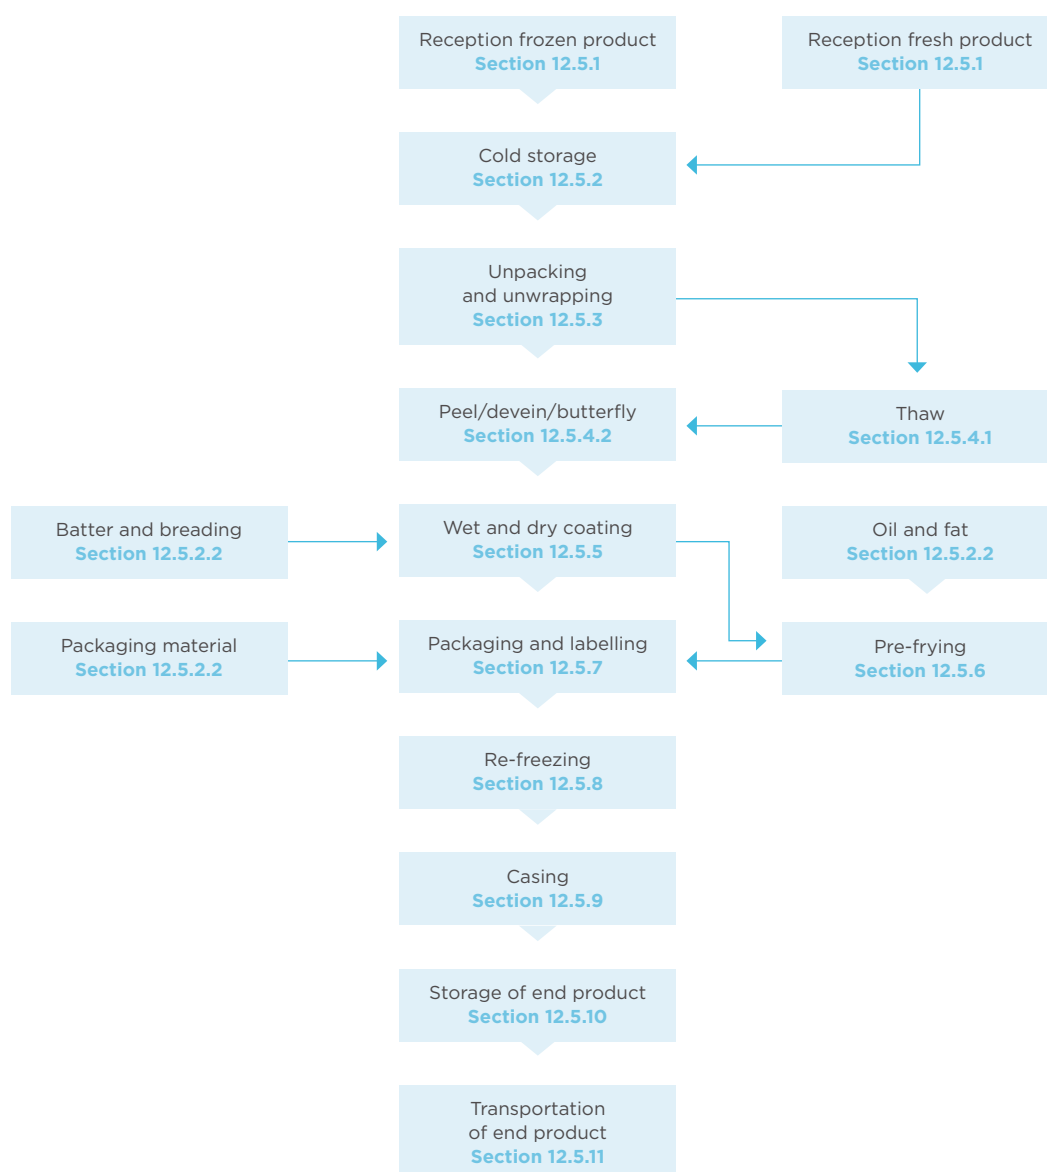 Reception frozen product
Section 12.5.1
Reception fresh product
Section 12.5.1
Cold storage
Section 12.5.2
Unpacking
and unwrapping
Section 12.5.3
Peel/devein/butterfly
Section 12.5.4.2
Thaw
Section 12.5.4.1
Batter and breading
Section 12.5.2.2
Wet and dry coating
Section 12.5.5
Oil and fat
Section 12.5.2.2
Packaging material
Section 12.5.2.2
Packaging and labelling
Section 12.5.7
Pre-frying
Section 12.5.6
Re-freezing
Section 12.5.8
Casing
Section 12.5.9
Storage of end product
Section 12.5.10
Transportation
of end product
Section 12.5.11